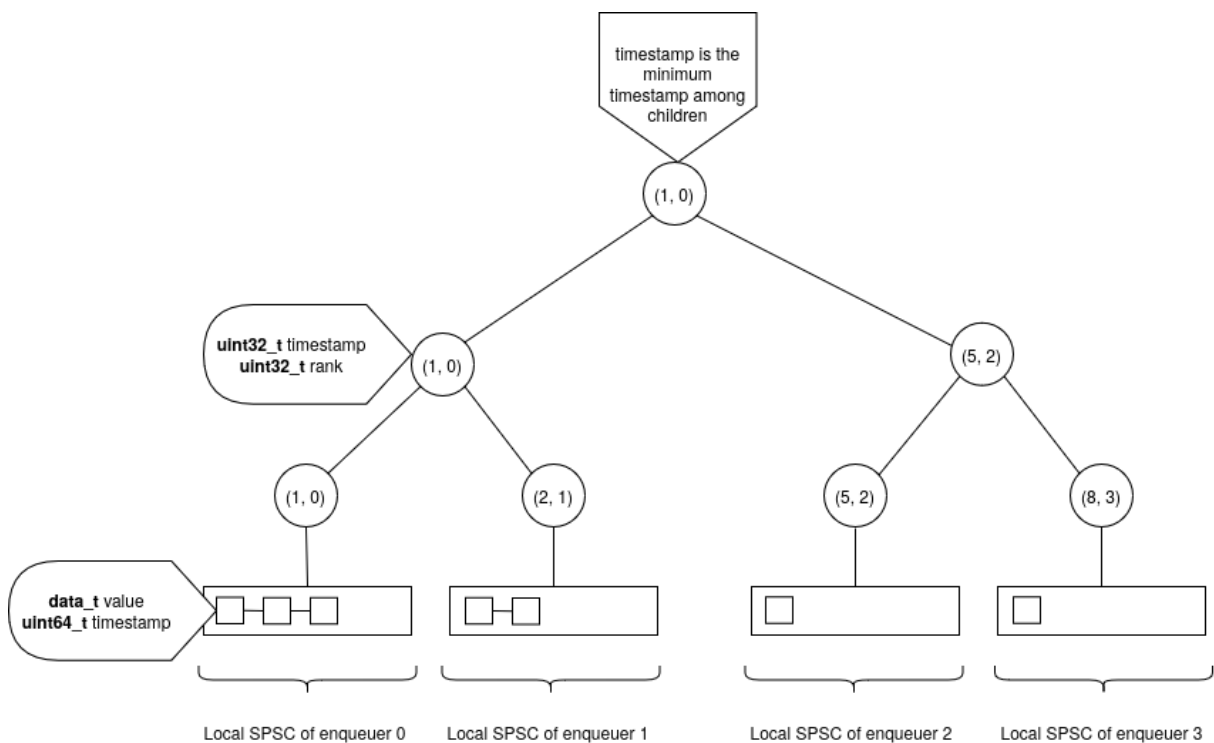 timestamp is the
minimum
timestamp among
children
(1, 0)
uint32_t timestamp
uint32_t rank
(1, 0)
(5, 2)
(1, 0)
(2, 1)
(5, 2)
(8, 3)
data_t value
uint64_t timestamp
Local SPSC of enqueuer 0
Local SPSC of enqueuer 1
Local SPSC of enqueuer 2
Local SPSC of enqueuer 3